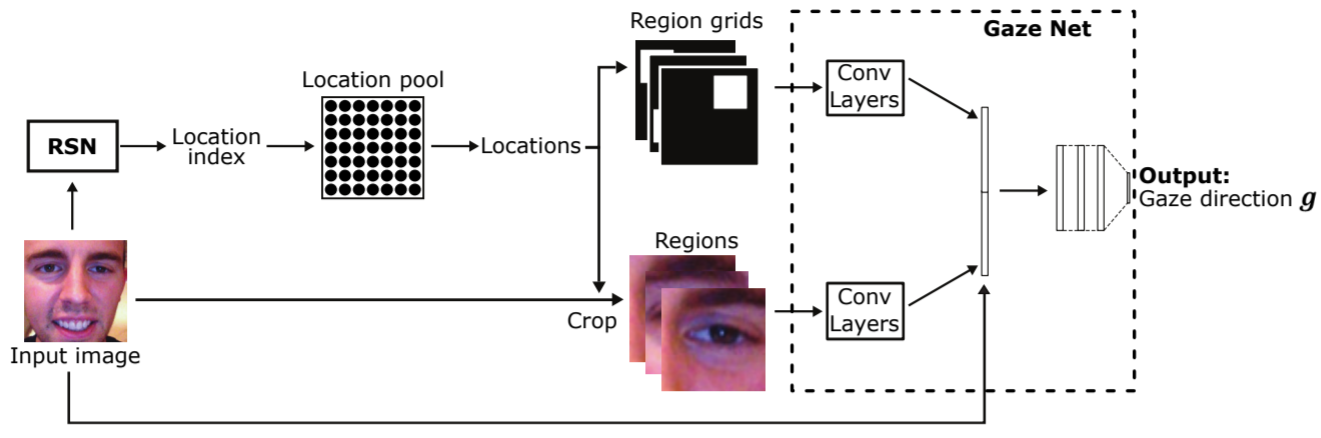 Region grids
Gaze Net
Location pool
Conv
Layers
RSN
Location
index
Locations
Output:
Gaze direction g
Regions
Conv
Layers
Crop
Input image